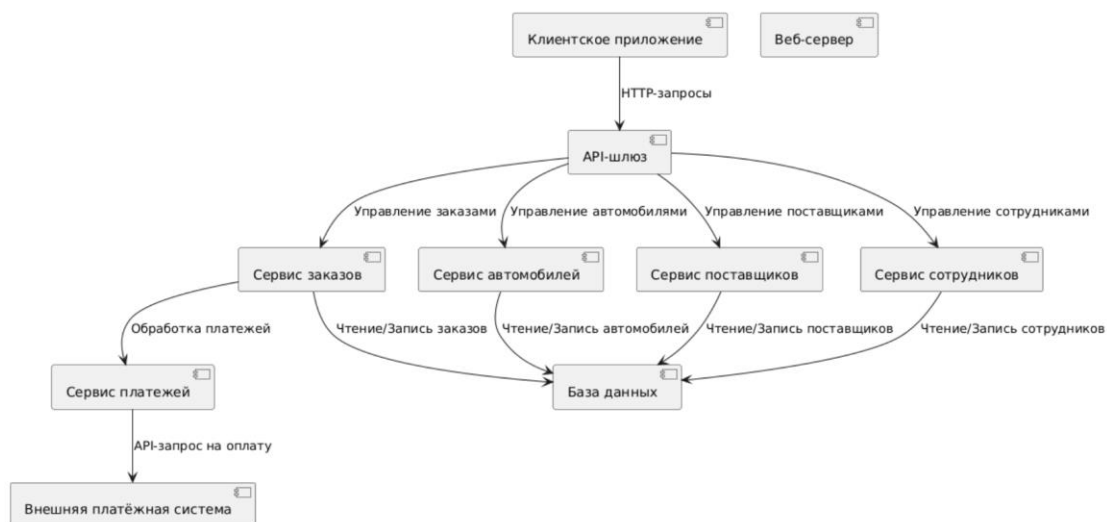 Клиентское приложение
Веб-сервер
HTTP-запросы
API-шлюз
Управление заказами
Управление автомобилями
Управление поставщиками
Управление сотрудниками
Сервис заказов
Сервис автомобилей
Сервис поставщиков
Сервис сотрудников
Обработка платежей
Чтение/Запись заказов
Чтение/Запись автомобилей
Чтение/Запись поставщиков
Чтение/Запись сотрудников
Сервис платежей
База данных
API-запрос на оплату
Внешняя платёжная система